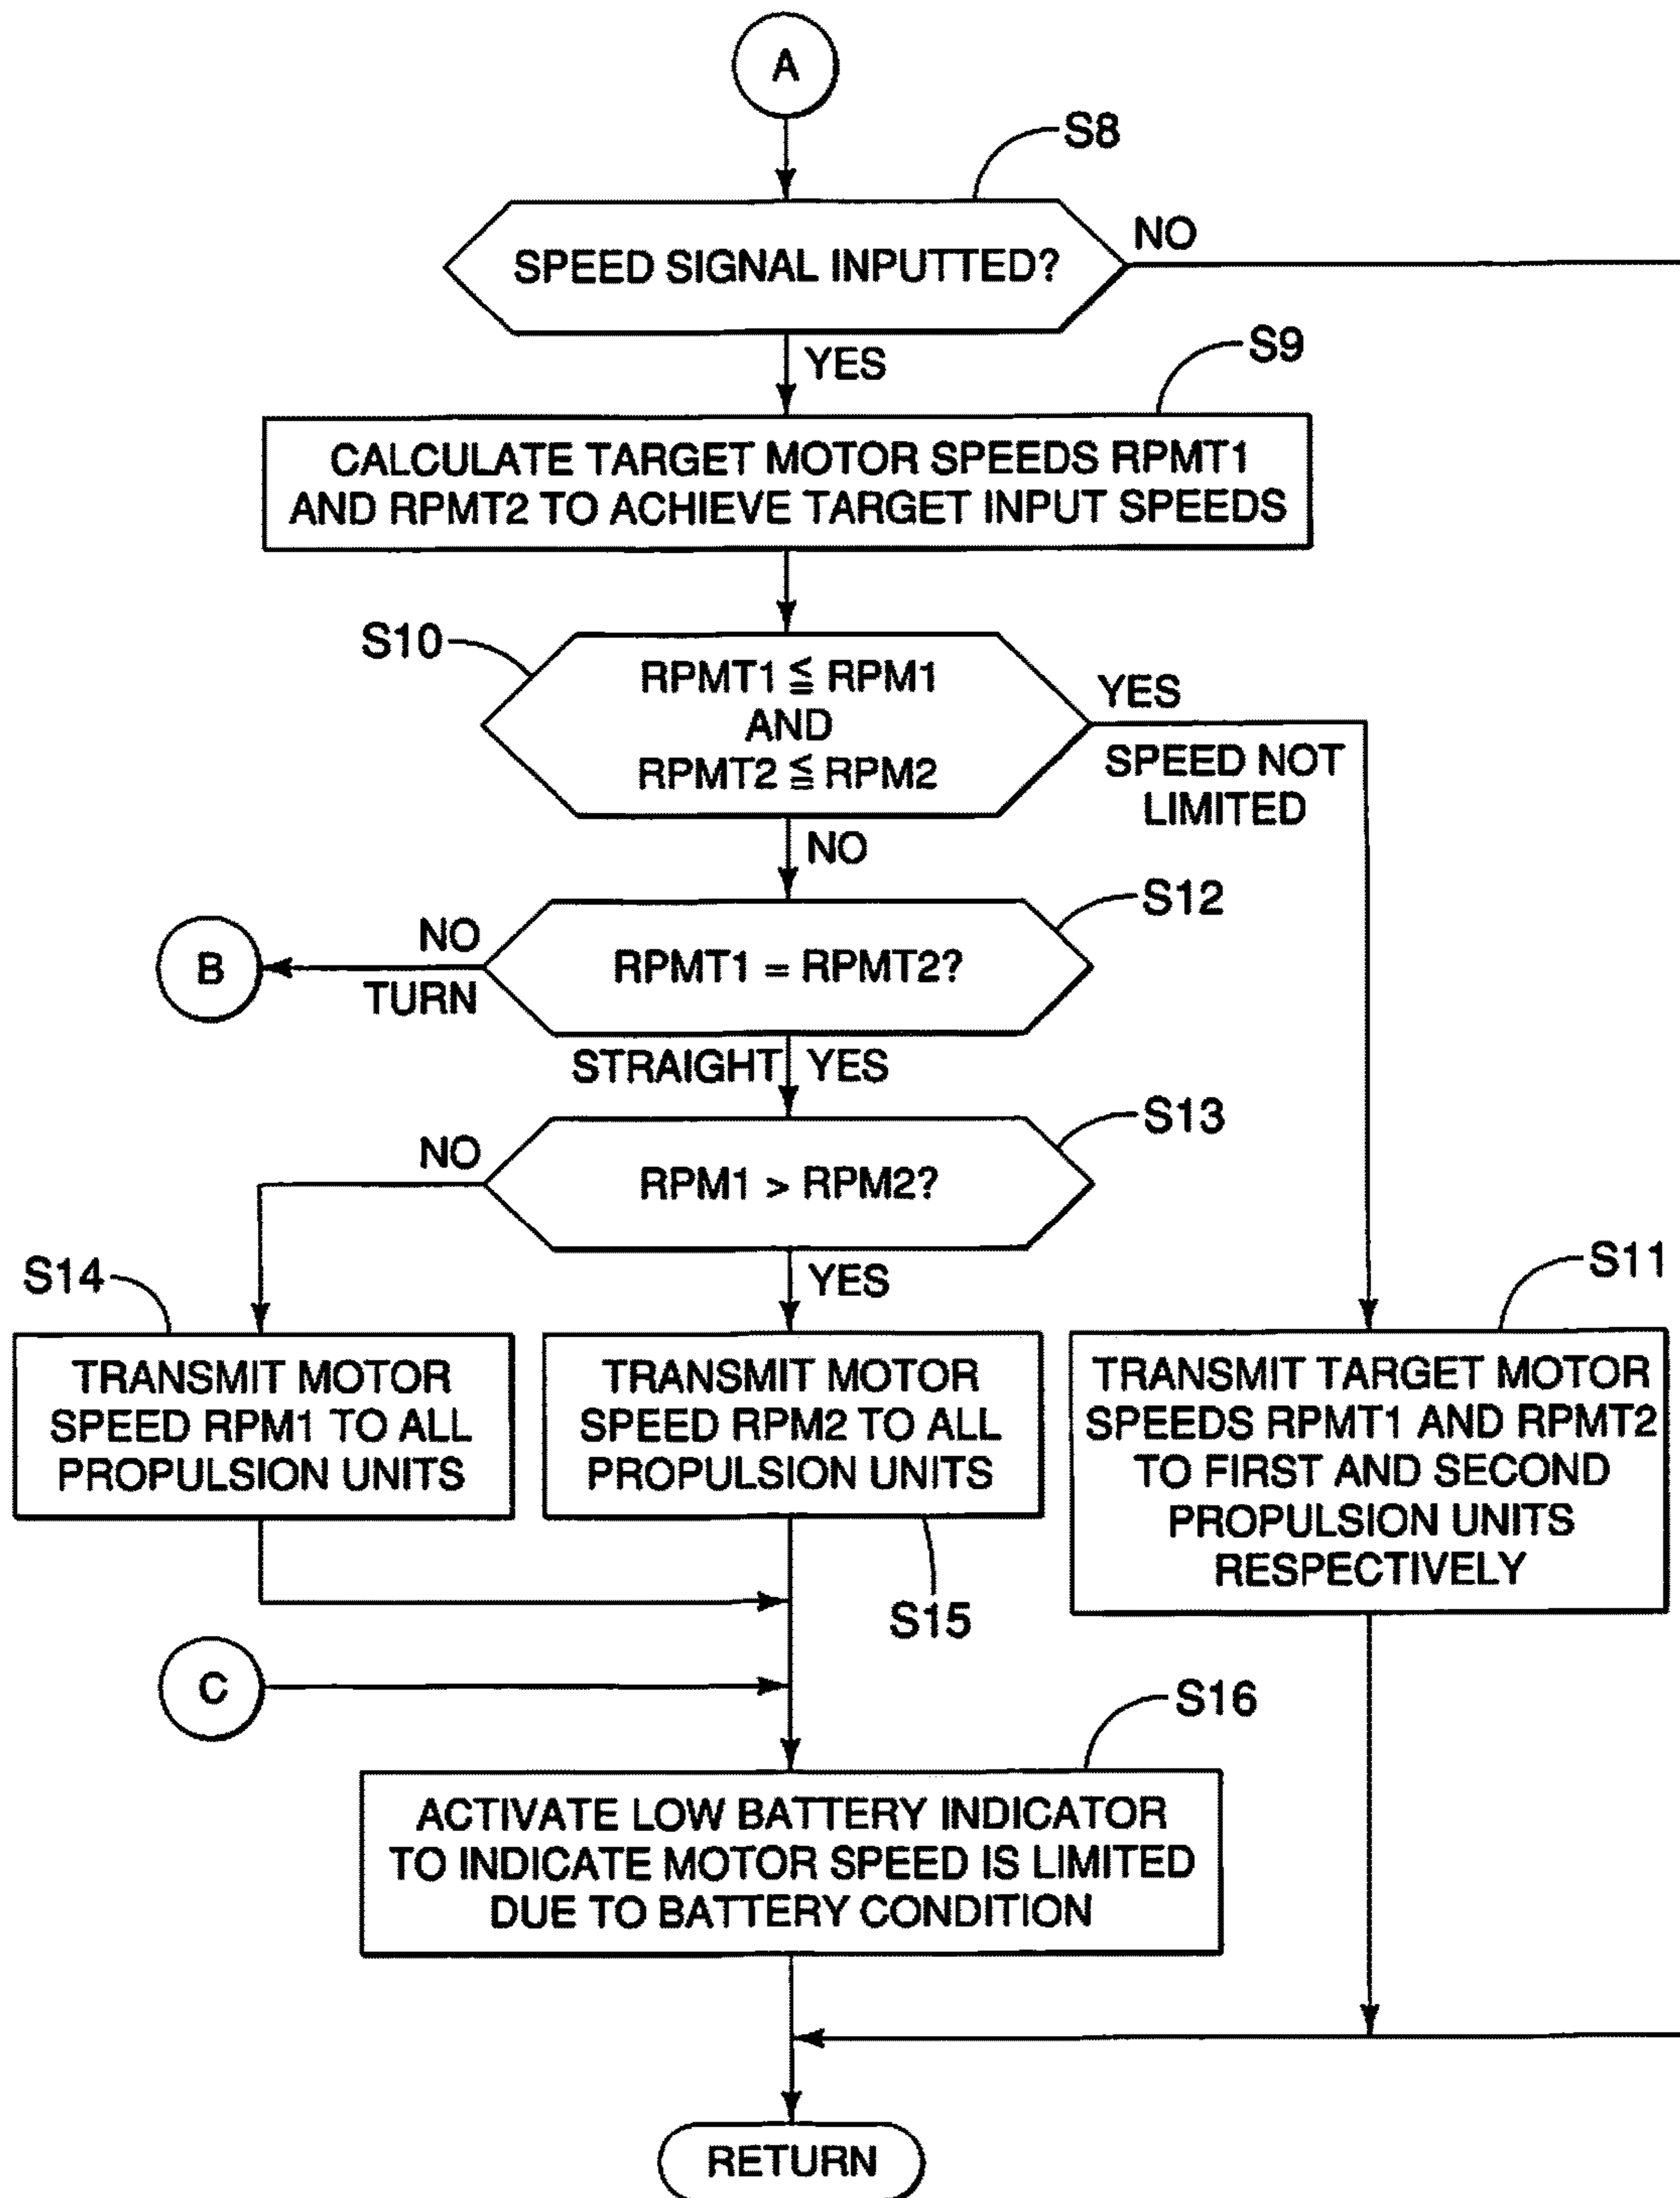 A
S8
SPEED SIGNAL INPUTTED?
NO
YES
S9
CALCULATE TARGET MOTOR SPEEDS RPMT1
AND RPMT2 TO ACHIEVE TARGET INPUT SPEEDS
S10
RPMT1 ≦ RPM1
AND
RPMT2 ≦ RPM2
YES
SPEED NOT
LIMITED
NO
S12
RPMT1 = RPMT2?
NO
TURN
B
STRAIGHT YES
S13
RPM1 > RPM2?
NO
YES
S14
TRANSMIT MOTOR
SPEED RPM1 TO ALL
PROPULSION UNITS
TRANSMIT MOTOR
SPEED RPM2 TO ALL
PROPULSION UNITS
S15
S11
TRANSMIT TARGET MOTOR
SPEEDS RPMT1 AND RPMT2
TO FIRST AND SECOND
PROPULSION UNITS
RESPECTIVELY
C
S16
ACTIVATE LOW BATTERY INDICATOR
TO INDICATE MOTOR SPEED IS LIMITED
DUE TO BATTERY CONDITION
RETURN